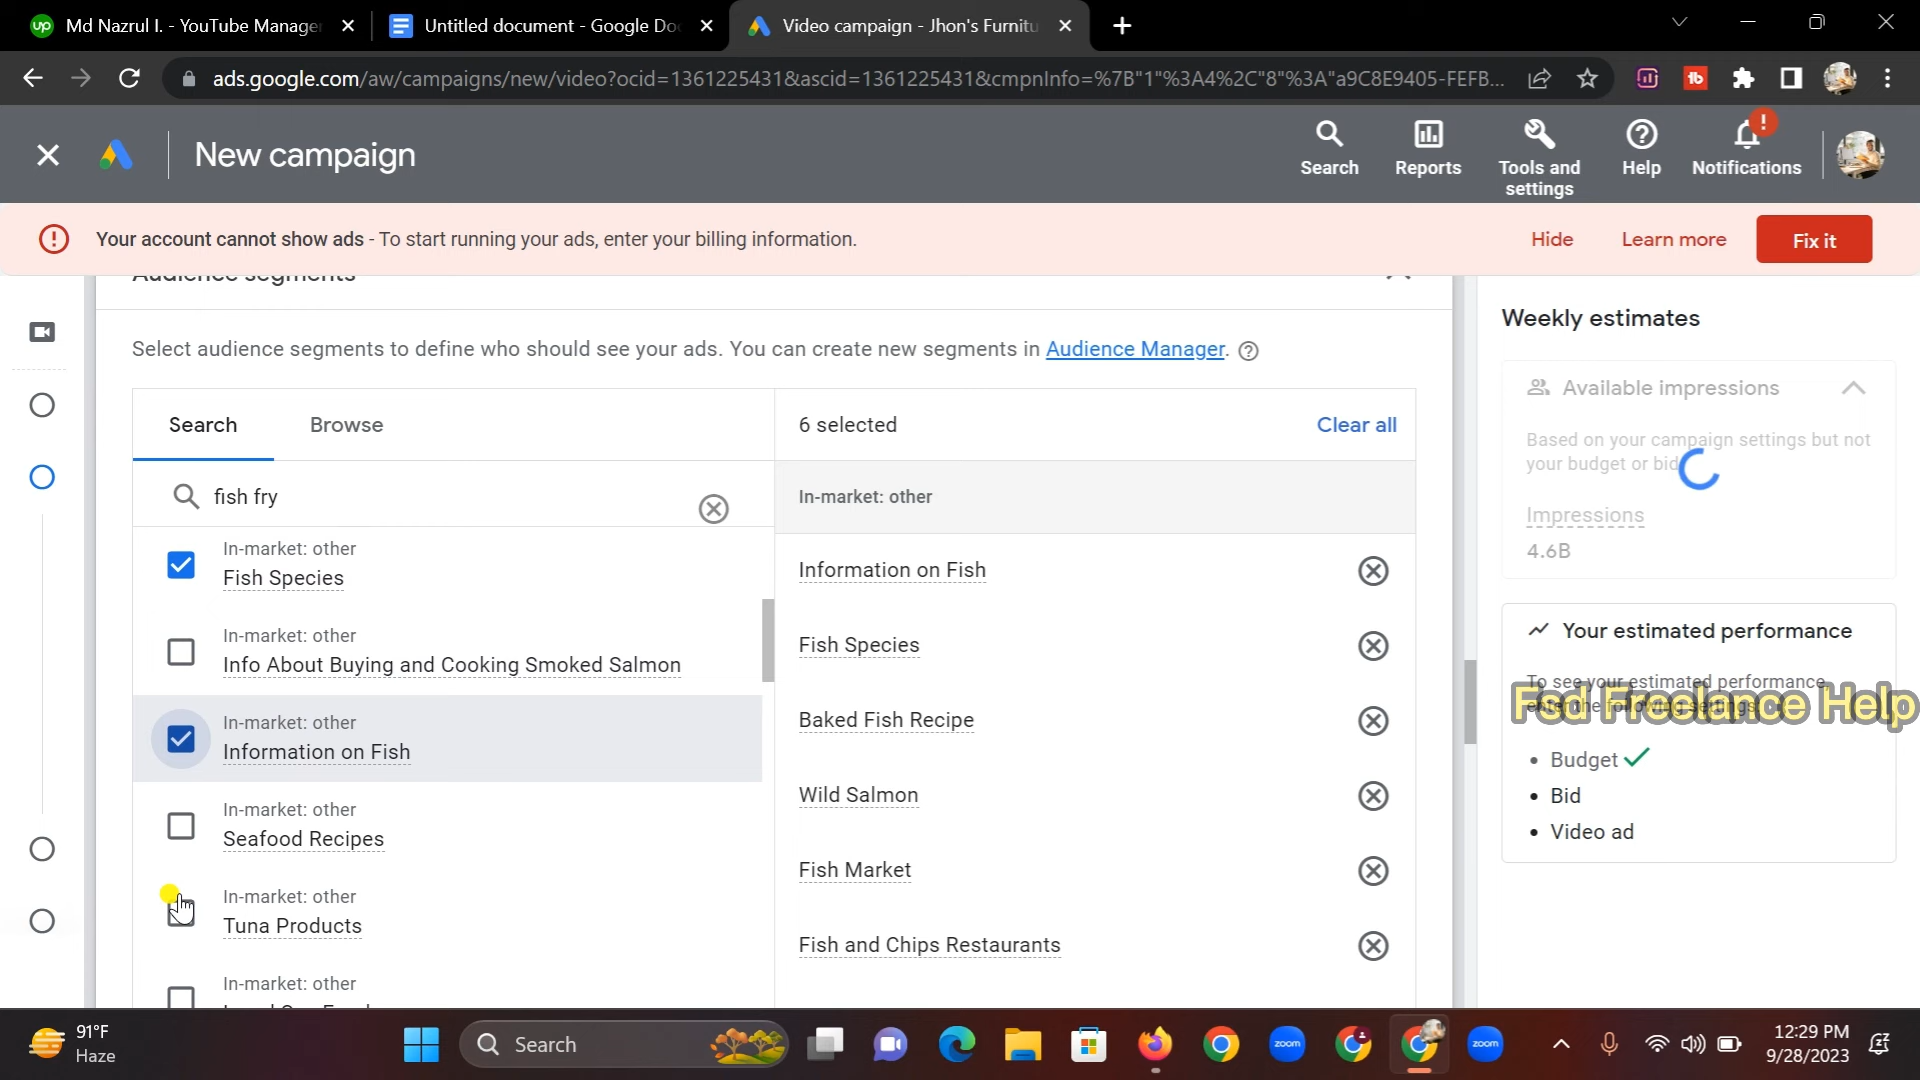 Md Nazrul I. - YouTube Manager
Untitled document - Google Do
Video campaign - Jhon's Furnitu
ads.google.com/aw/campaigns/new/video?ocid=1361225431&ascid=1361225431&cmpnInfo=%7B"1"%3A4%2C"8"%3A"a9C8E9405-FEFB...
New campaign
Search
Reports
Tools and
settings
Help
Notifications
Your account cannot show ads - To start running your ads, enter your billing information.
Hide
Learn more
Fix it
Audience segments
Select audience segments to define who should see your ads. You can create new segments in Audience Manager.
Search
Browse
fish fry
In-market: other
Fish Species
In-market: other
Info About Buying and Cooking Smoked Salmon
In-market: other
Information on Fish
In-market: other
Seafood Recipes
In-market: other
Tuna Products
In-market: other
6 selected
Clear all
In-market: other
Information on Fish
Fish Species
Baked Fish Recipe
Wild Salmon
Fish Market
Fish and Chips Restaurants
Weekly estimates
Available impressions
Based on your campaign settings but not
your budget or bid
Impressions
4.6B
Your estimated performance
To see your estimated performance,
enter the following settings:
Fsd Freelance Help
Budget
Bid
Video ad
91°F
Haze
Search
zoom
zoom
12:29 PM
9/28/2023